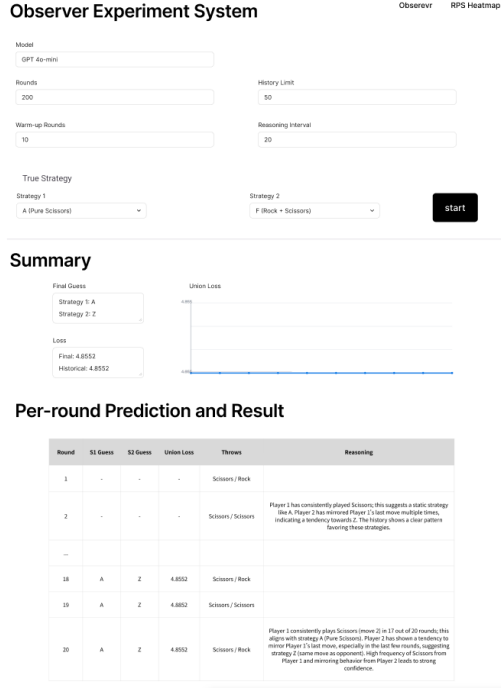 Observer Experiment System
Obserevr RPS Heatmap
Model
GPT 4o-mini
Rounds
History Limit
200
50
Warm-up Rounds
Reasoning Interval
10
20
True Strategy
Strategy 1
Strategy 2
A (Pure Scissors)
F (Rock + Scissors)
start
Summary
Final Guess
Union Loss
Strategy 1: A
Strategy 2: Z
Loss
Final: 4.8552
Historical: 4.8552
Per-round Prediction and Result
Round S1 Guess S2 Guess Union Loss Throws Reasoning
1 - - - Scissors / Rock
2 - - - Scissors / Scissors
Player 1 has consistently played Scissors; this suggests a static strategy
like A. Player 2 has mirrored Player 1's last move multiple times,
indicating a tendency towards Z. The history shows a clear pattern
favoring these strategies.
...
18 A Z 4.8552 Scissors / Rock
19 A Z 4.8852 Scissors / Scissors
20 A Z 4.8552 Scissors / Rock
Player 1 consistently plays Scissors (move 2) in 17 out of 20 rounds; this
aligns with strategy A (Pure Scissors). Player 2 has shown a tendency to
mirror Player 1's last move, especially in the last few rounds, suggesting
strategy Z (same move as opponent). High frequency of Scissors from
Player 1 and mirroring behavior from Player 2 leads to strong
confidence.